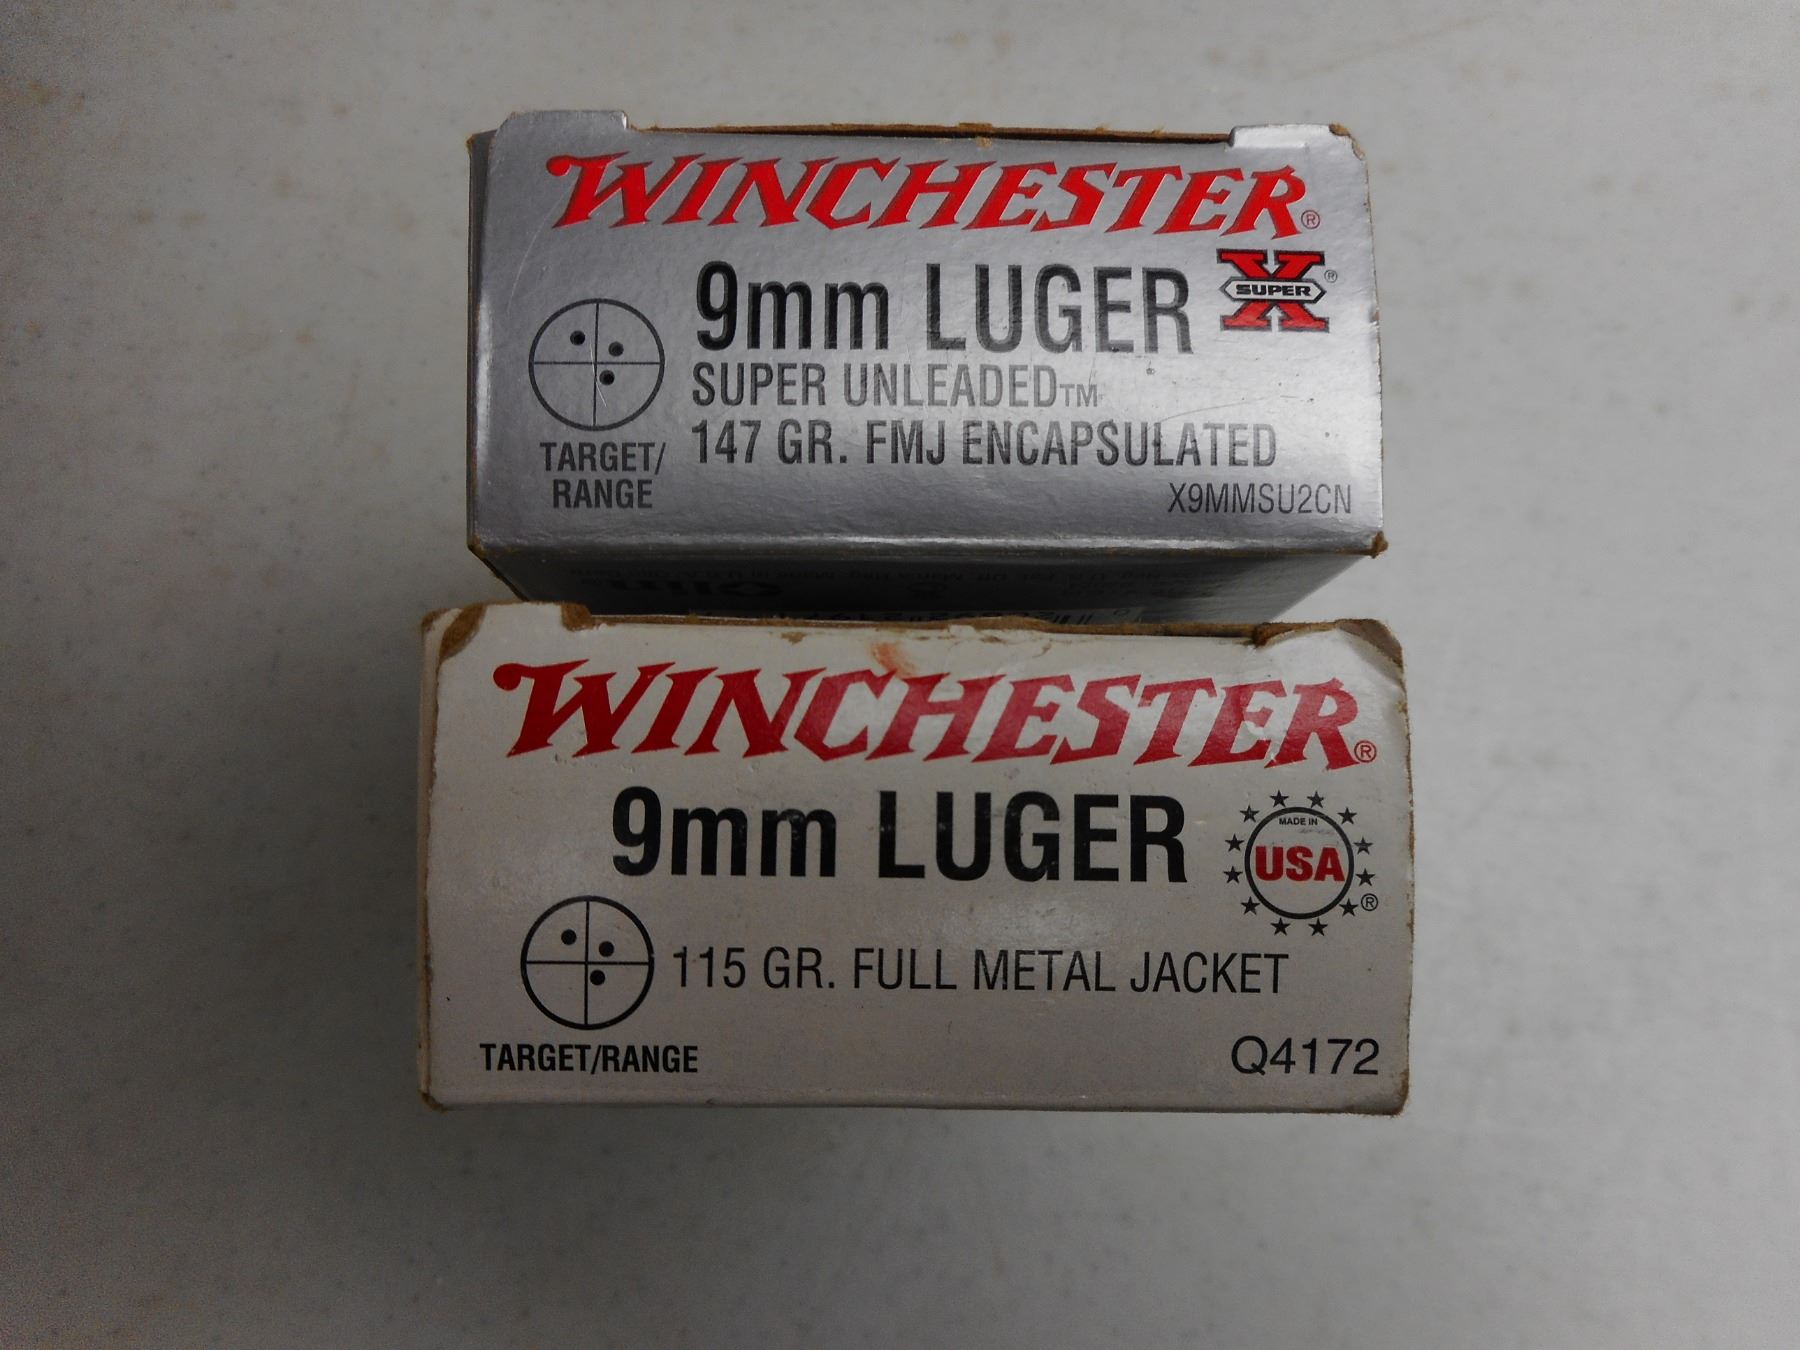 WINCHESTER®
9mm LUGER
X SUPER ®
SUPER UNLEADED™
147 GR. FMJ ENCAPSULATED
TARGET/
RANGE
X9MMSU2CN
Olin
WINCHESTER®
9mm LUGER
MADE IN
USA
®
115 GR. FULL METAL JACKET
TARGET/RANGE
Q4172